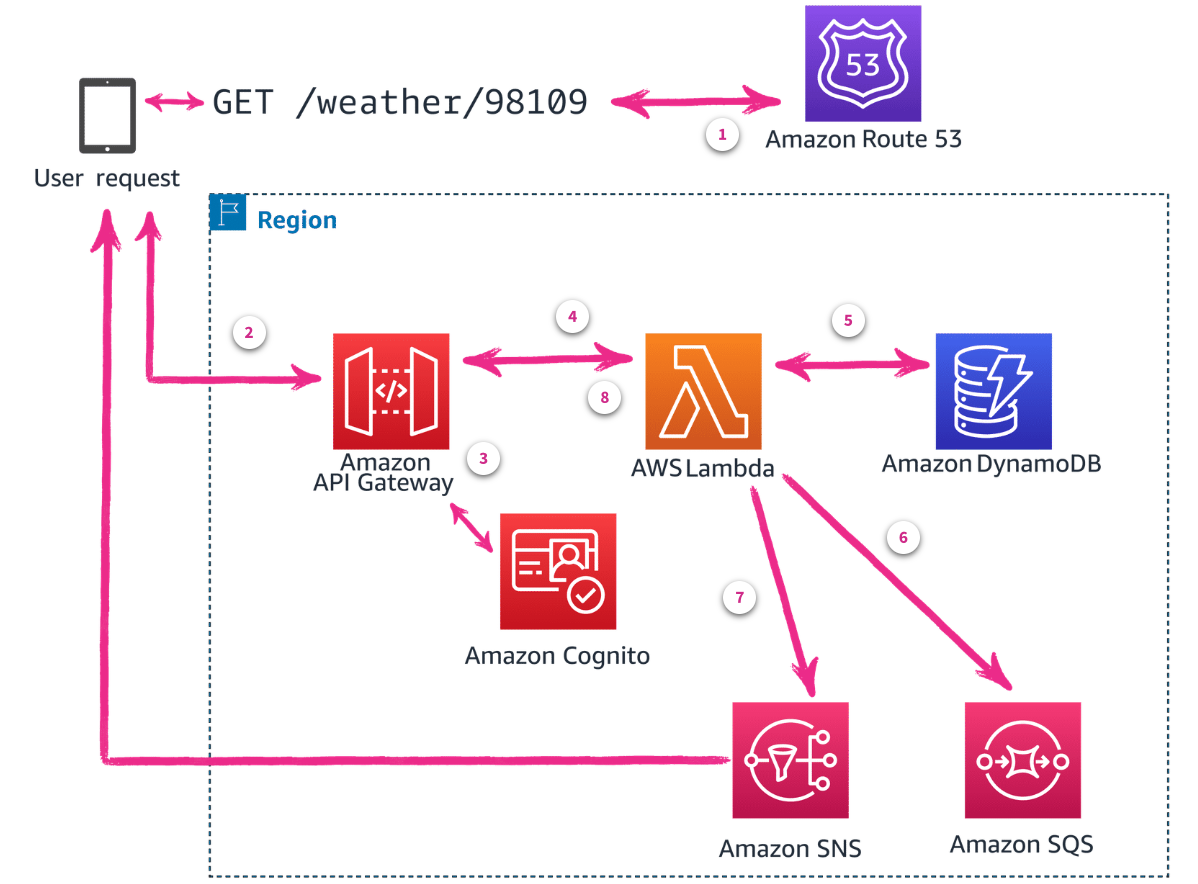 53
GET /weather/98109
1
Amazon Route 53
User request
Region
2
4
5
</>
8
3
Amazon
API Gateway
AWS Lambda
Amazon DynamoDB
6
7
Amazon Cognito
Amazon SNS
Amazon SQS